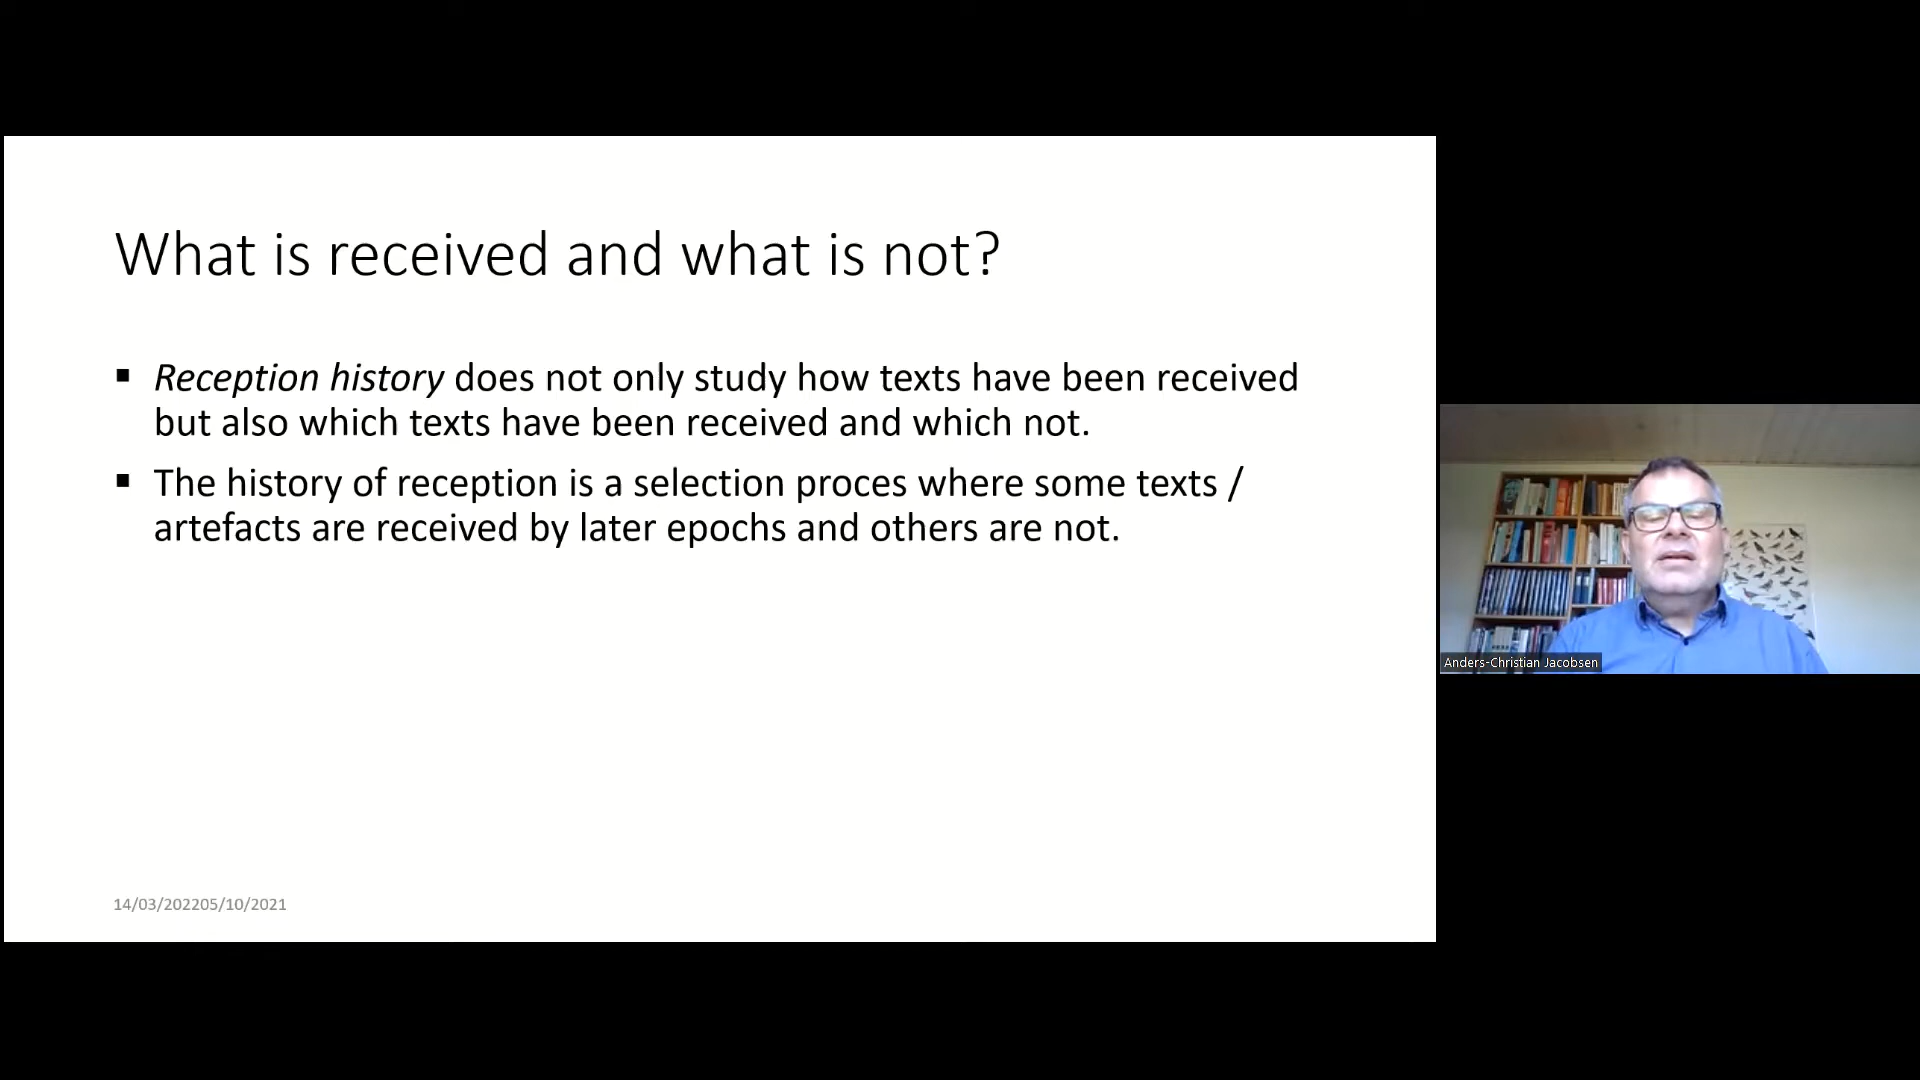 What is received and what is not?
▪ Reception history does not only study how texts have been received
but also which texts have been received and which not.
▪ The history of reception is a selection proces where some texts /
artefacts are received by later epochs and others are not.
14/03/202205/10/2021
Anders-Christian Jacobsen